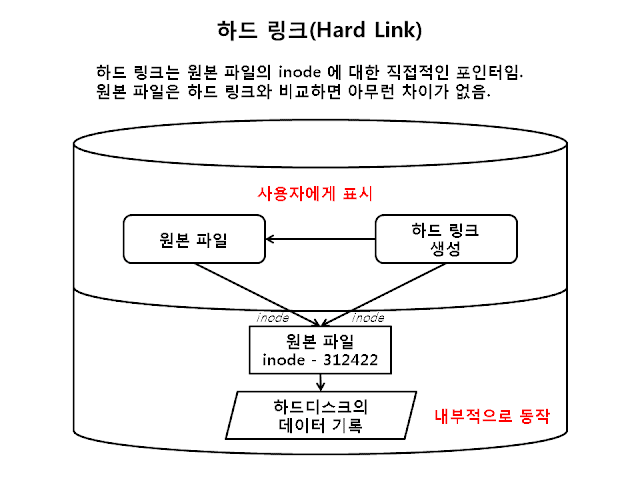 하드 링크(Hard Link)
하드 링크는 원본 파일의 inode 에 대한 직접적인 포인터임.
원본 파일은 하드 링크와 비교하면 아무런 차이가 없음.
사용자에게 표시
원본 파일
하드 링크
생성
inode
inode
원본 파일
inode - 312422
하드디스크의
데이터 기록
내부적으로 동작